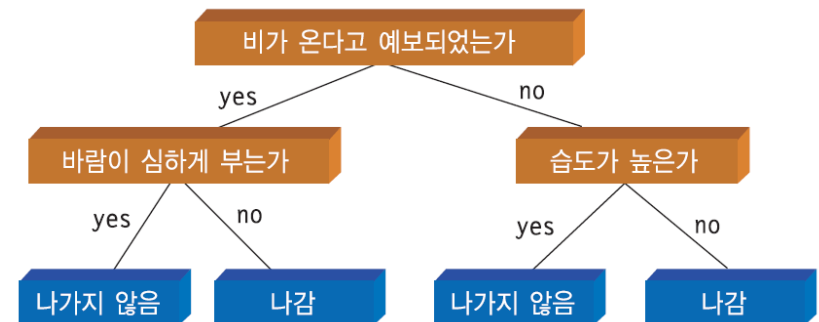 비가 온다고 예보되었는가
yes
no
바람이 심하게 부는가
습도가 높은가
yes
no
yes
no
나가지 않음
나감
나가지 않음
나감